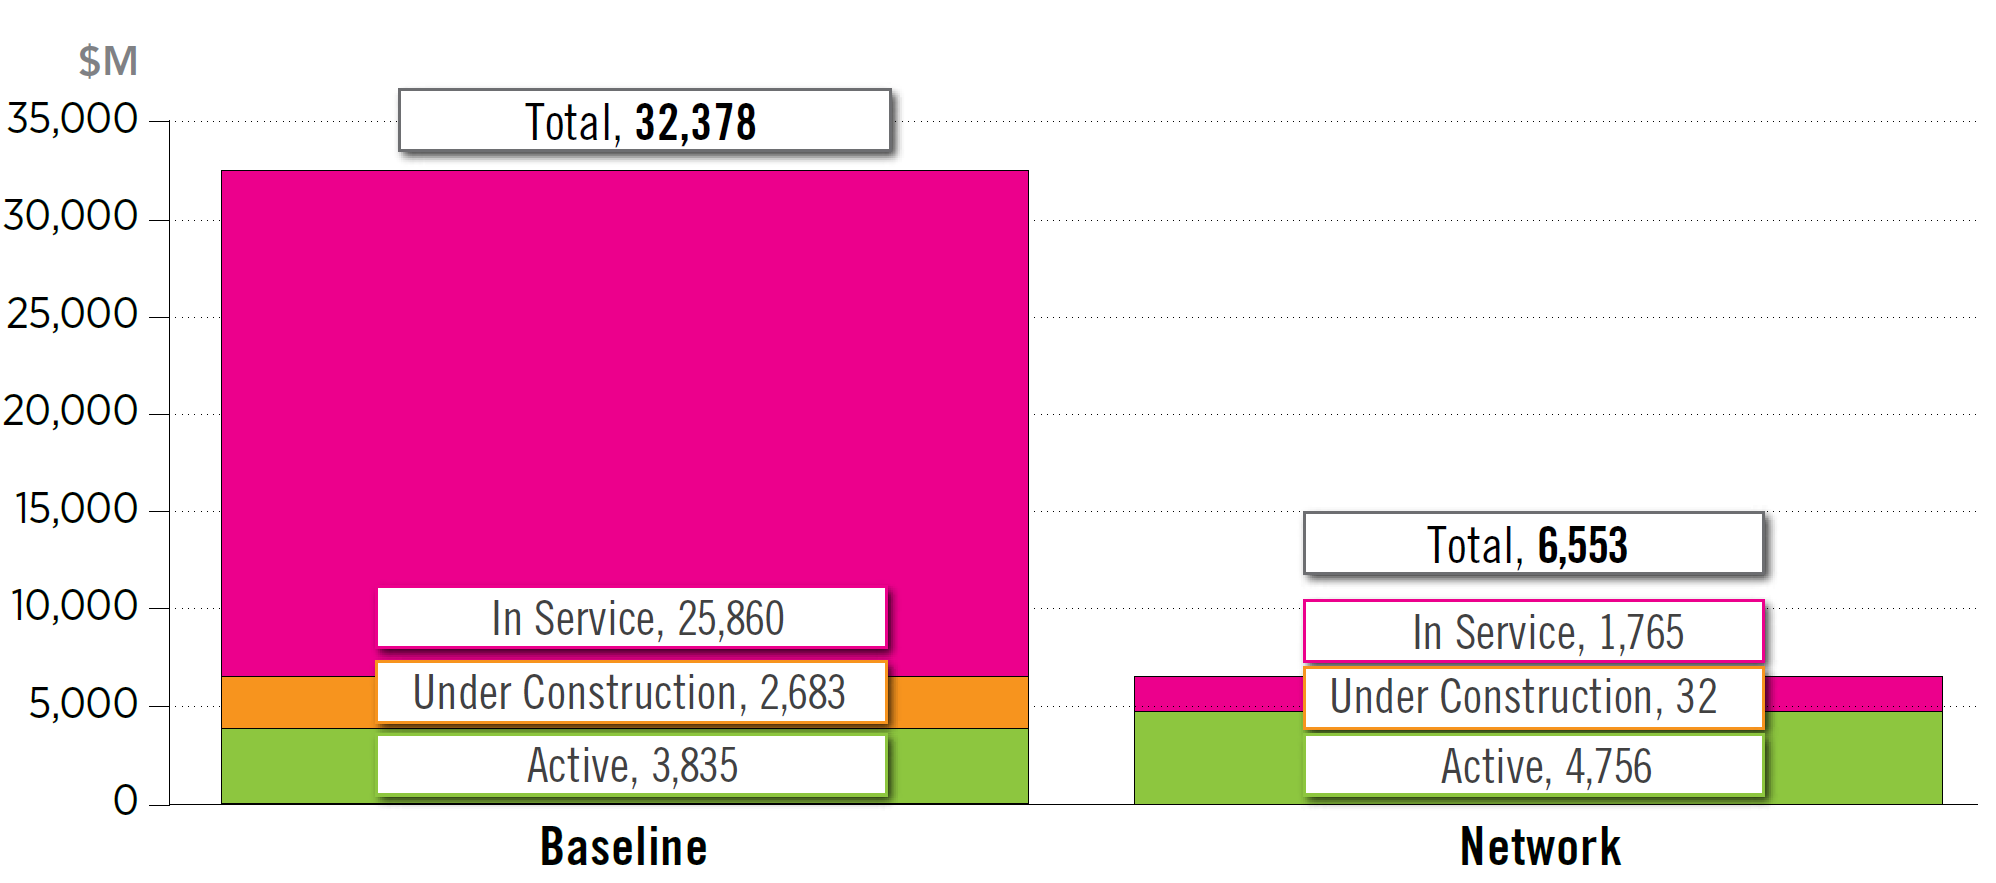 $M
35,000
30,000
25,000
20,000
15,000
10,000
5,000
0
Total, 32,378
In Service, 25,860
Under Construction, 2,683
Active, 3,835
Baseline
Total, 6,553
In Service, 1,765
Under Construction, 32
Active, 4,756
Network